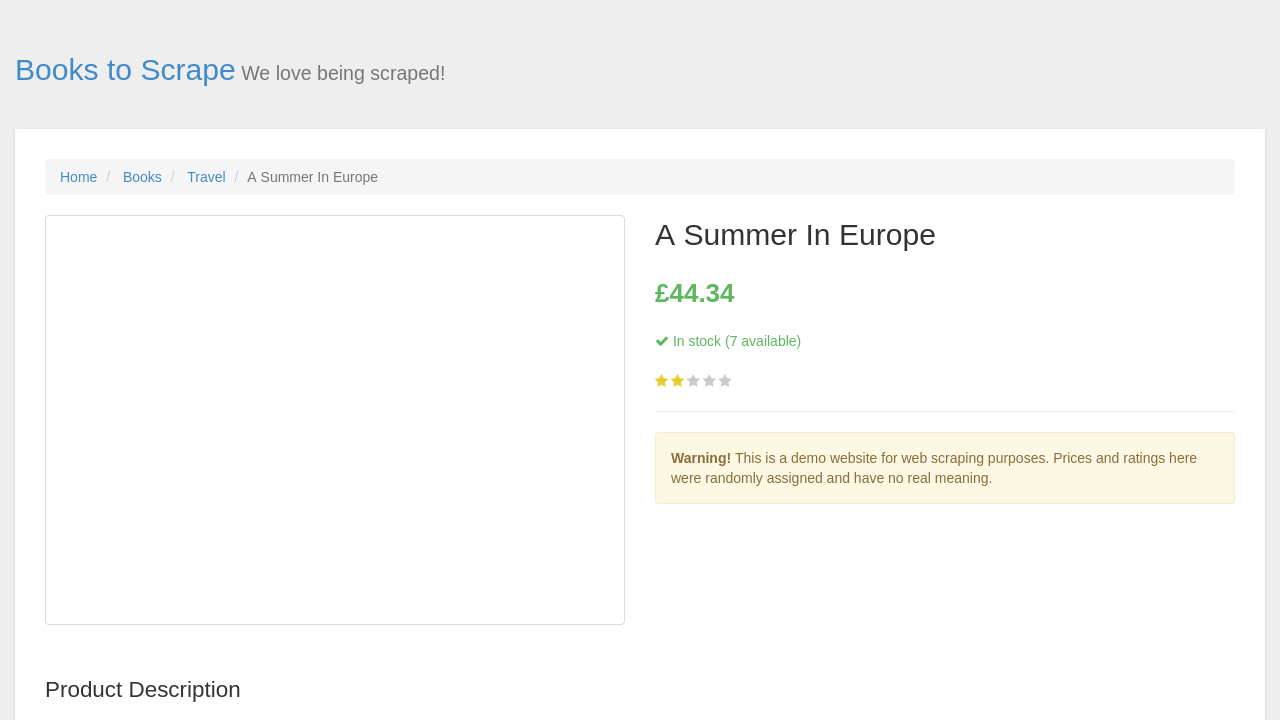 Books to Scrape We love being scraped!
Home / Books / Travel / A Summer In Europe
A Summer In Europe
£44.34
In stock (7 available)
Warning! This is a demo website for web scraping purposes. Prices and ratings here
were randomly assigned and have no real meaning.
Product Description